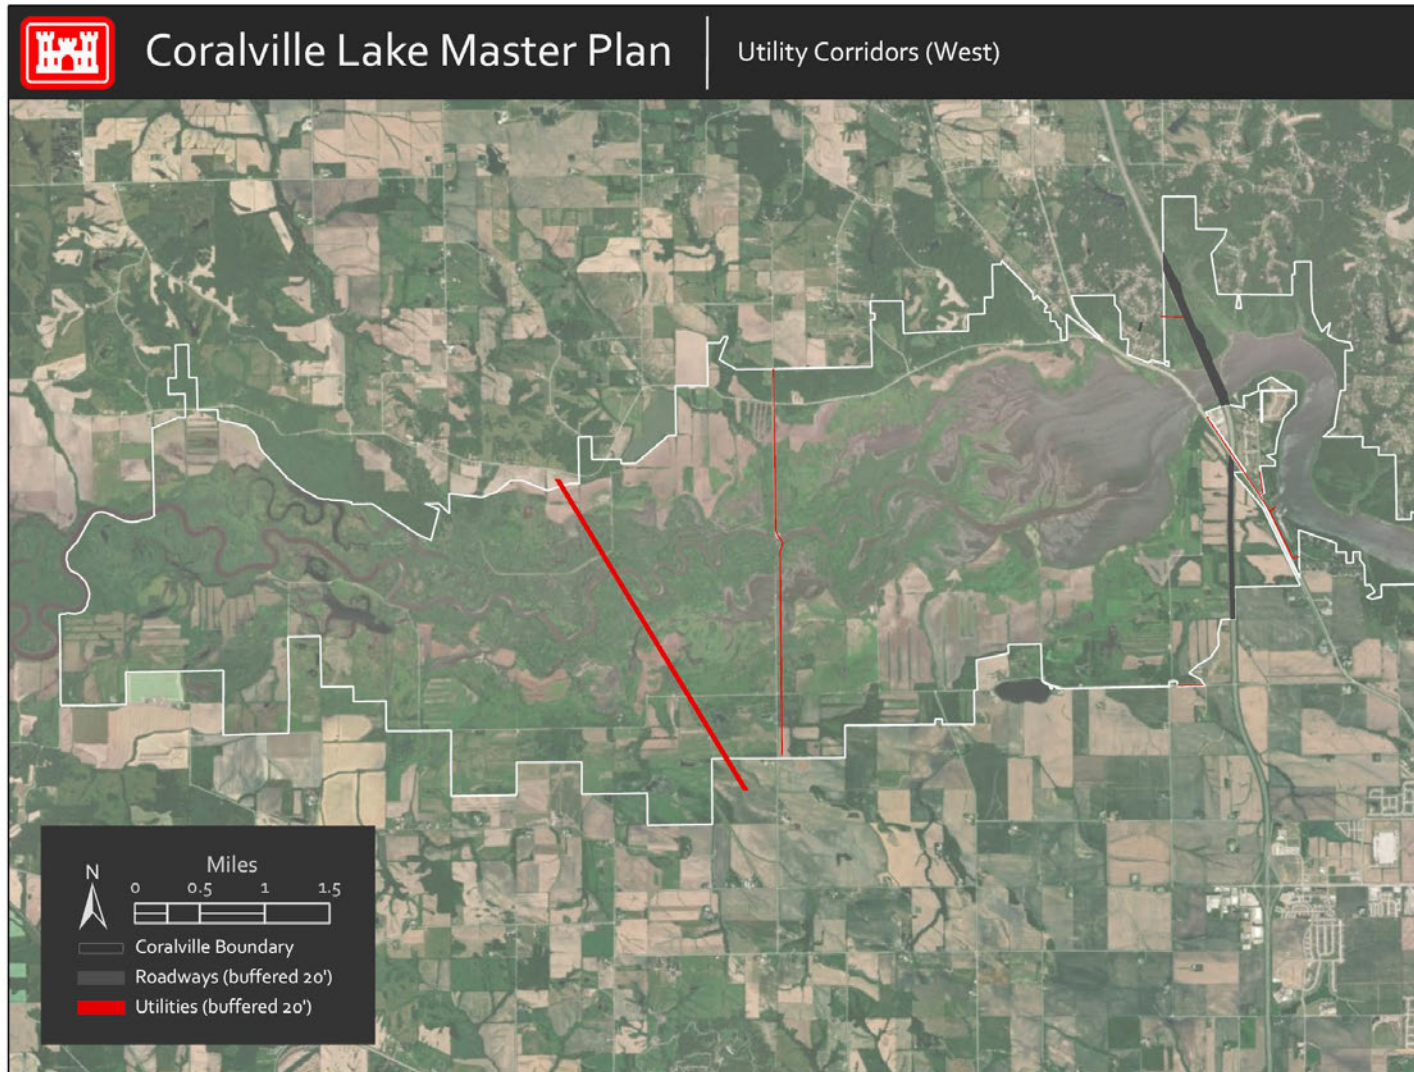 Coralville Lake Master Plan
Utility Corridors (West)
N
Miles
0 0.5 1 1.5
Coralville Boundary
Roadways (buffered 20')
Utilities (buffered 20')